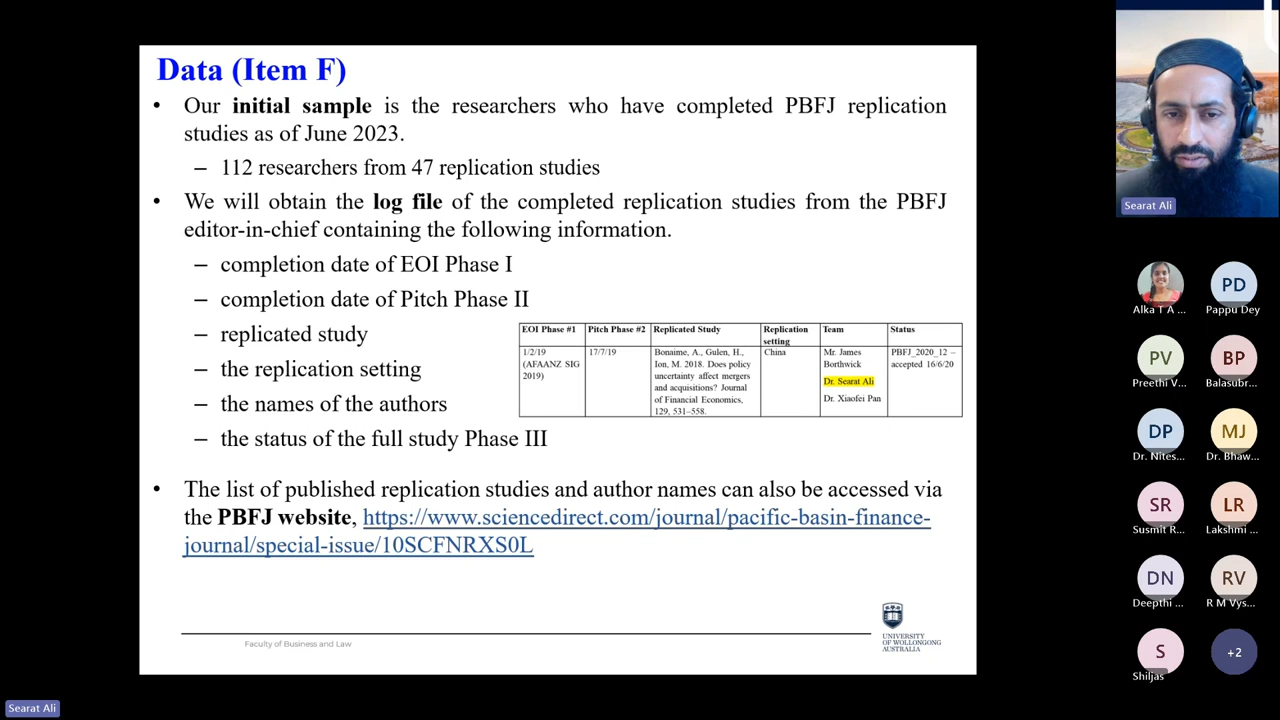 Data (Item F)
• Our initial sample is the researchers who have completed PBFJ replication
studies as of June 2023.
– 112 researchers from 47 replication studies
• We will obtain the log file of the completed replication studies from the PBFJ
editor-in-chief containing the following information.
– completion date of EOI Phase I
– completion date of Pitch Phase II
– replicated study
– the replication setting
– the names of the authors
– the status of the full study Phase III
EOI Phase #1
Pitch Phase #2
Replicated Study
Replication
setting
Team
Status
1/2/19
(AFAANZ SIG
2019)
17/7/19
Bonaime, A., Gulen, H.,
Ion, M. 2018. Does policy
uncertainty affect mergers
and acquisitions? Journal
of Financial Economics,
129, 531–558.
China
Mr. James
Borthwick
Dr. Searat Ali
Dr. Xiaofei Pan
PBFJ_2020_12 –
accepted 16/6/20
• The list of published replication studies and author names can also be accessed via
the PBFJ website, https://www.sciencedirect.com/journal/pacific-basin-finance-
journal/special-issue/10SCFNRXS0L
Faculty of Business and Law
UNIVERSITY
OF WOLLONGONG
AUSTRALIA
Searat Ali
Alka T A ...
PD
Pappu Dey
PV
Preethi V...
BP
Balasubr...
DP
Dr. Nites...
MJ
Dr. Bhaw...
SR
Susmit R...
LR
Lakshmi ...
DN
Deepthi ...
RV
R M Vys...
S
Shiljas
+2
Searat Ali